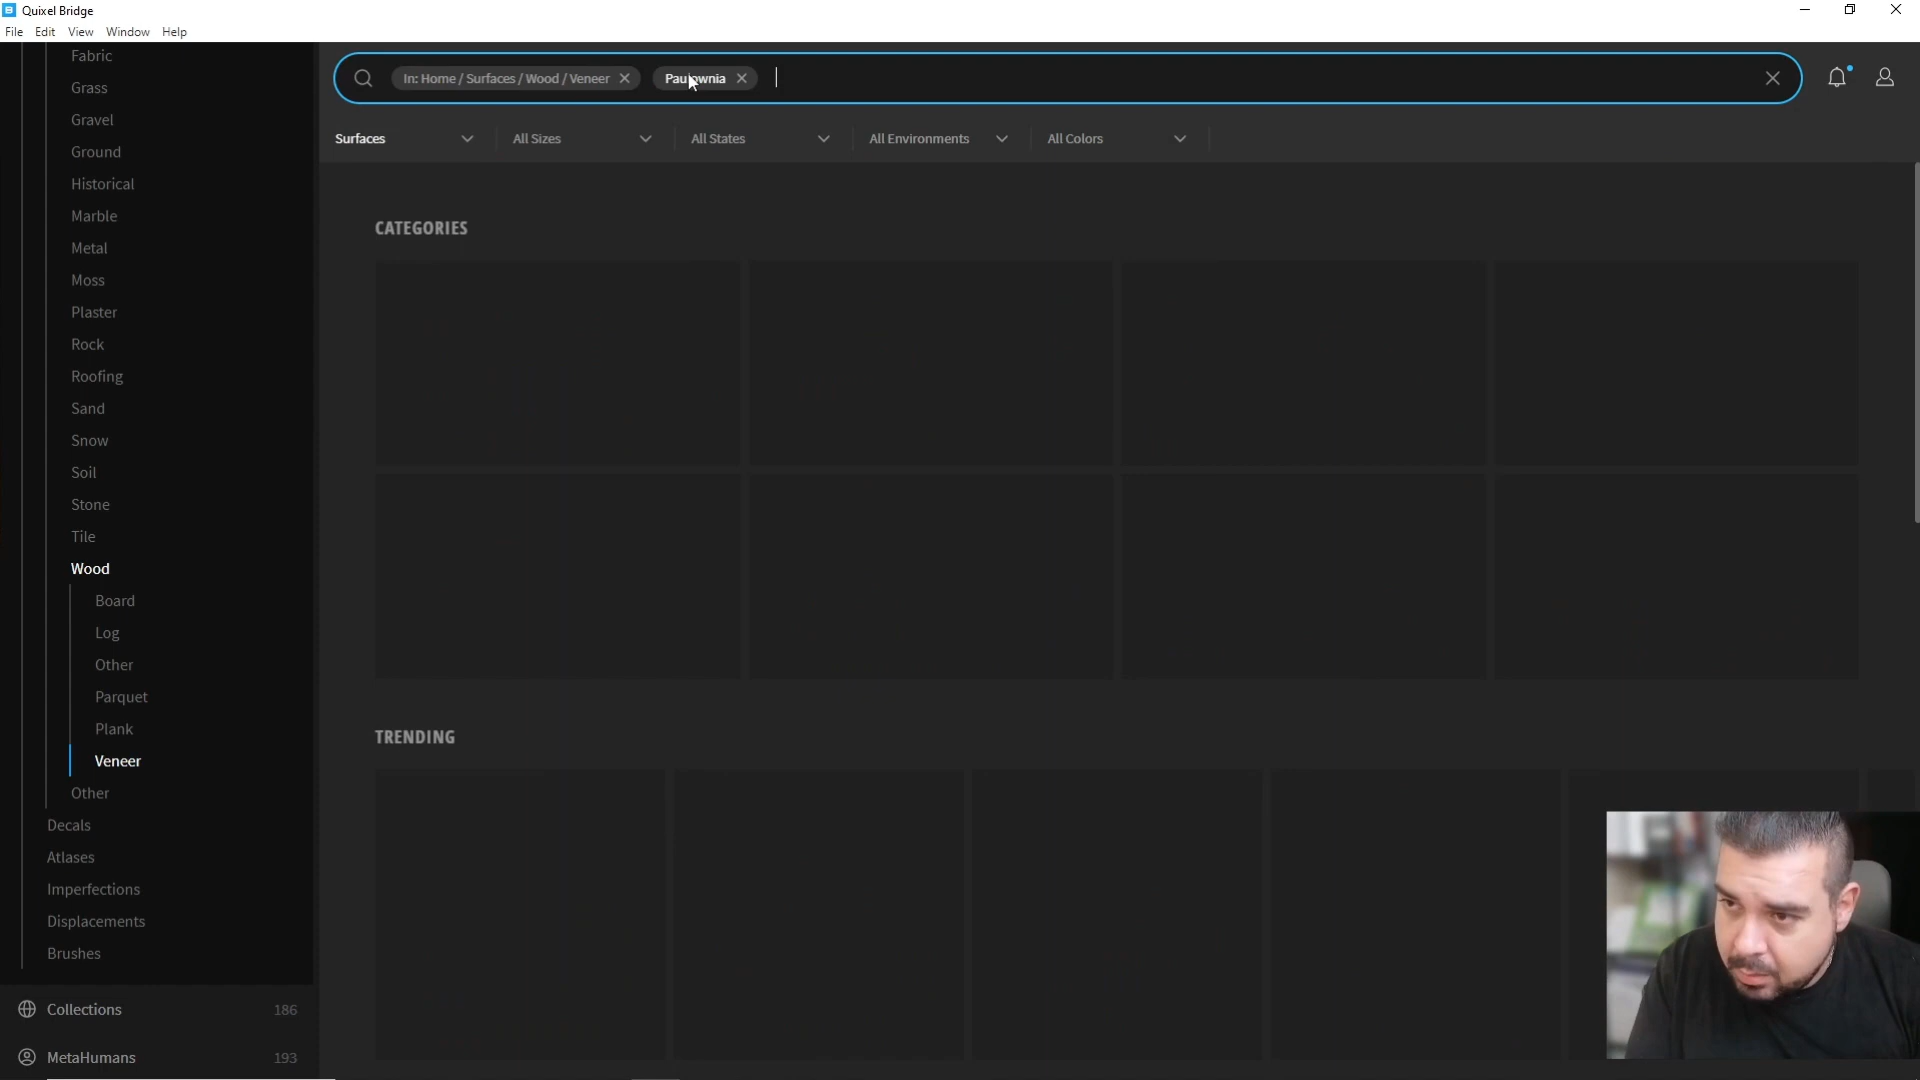 Quixel Bridge
File Edit View Window Help
Fabric
Grass
Gravel
Ground
Historical
Marble
Metal
Moss
Plaster
Rock
Roofing
Sand
Snow
Soil
Stone
Tile
Wood
Board
Log
Other
Parquet
Plank
Veneer
Other
Decals
Atlases
Imperfections
Displacements
Brushes
Collections 186
MetaHumans 193
In: Home / Surfaces / Wood / Veneer Paulownia
Surfaces All Sizes All States All Environments All Colors
CATEGORIES
TRENDING